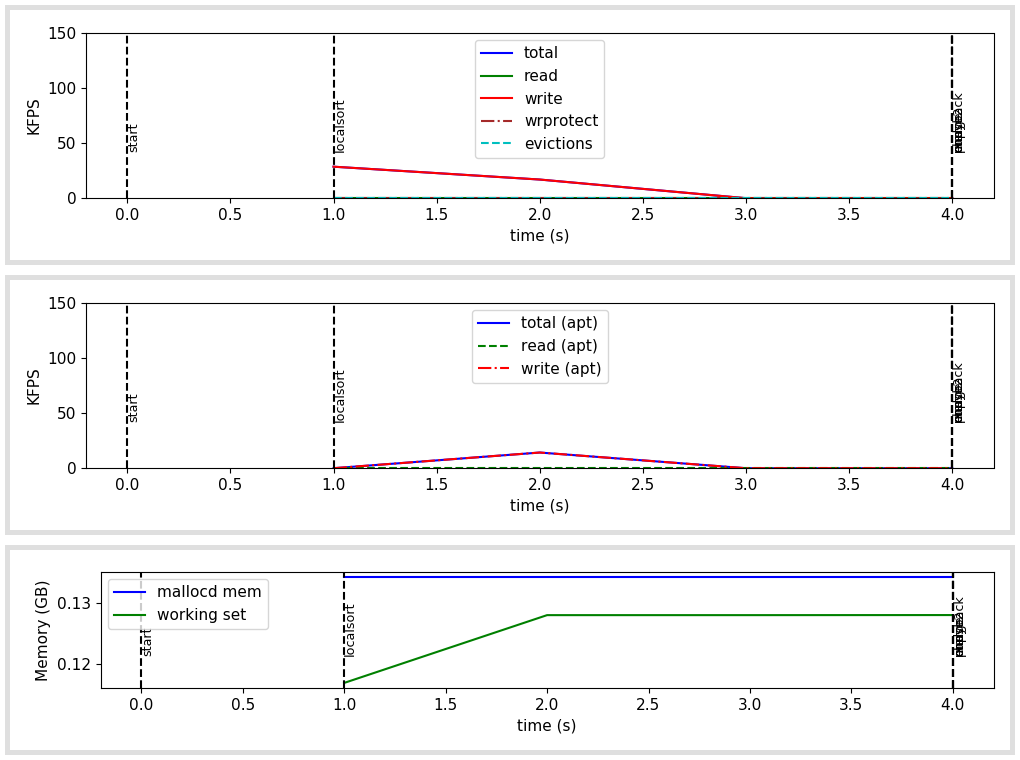 150
100
50
0
KFPS
start
localsort
total
read
write
wrprotect
evictions
0.0 0.5 1.0 1.5 2.0 2.5 3.0 3.5 4.0
time (s)
150
100
50
0
KFPS
start
localsort
total (apt)
read (apt)
write (apt)
0.0 0.5 1.0 1.5 2.0 2.5 3.0 3.5 4.0
time (s)
0.13
0.12
Memory (GB)
mallocd mem
working set
start
localsort
0.0 0.5 1.0 1.5 2.0 2.5 3.0 3.5 4.0
time (s)